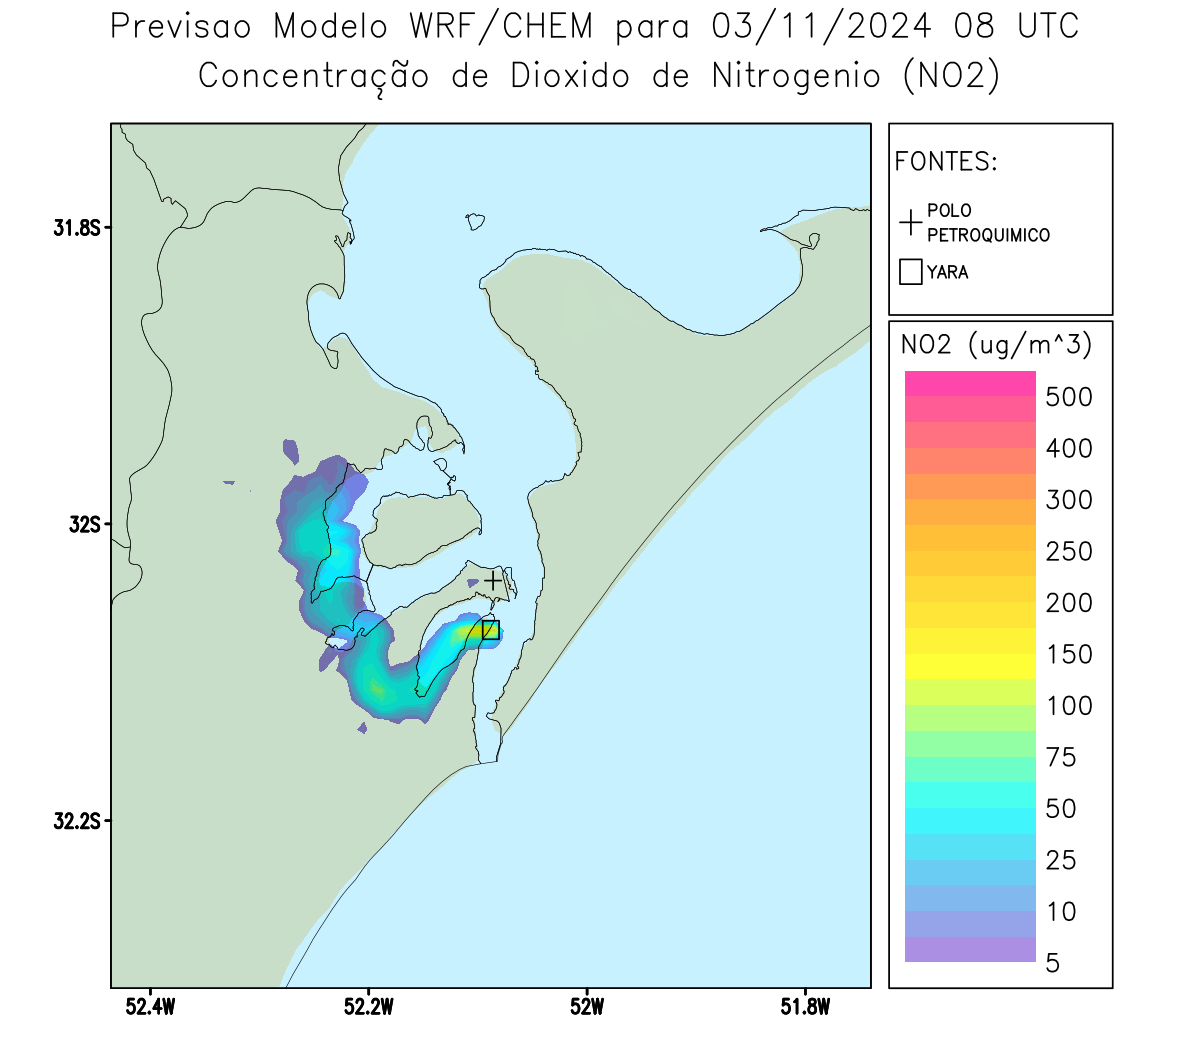 Previsao Modelo WRF/CHEM para 03/11/2024 08 UTC
Concentração de Dioxido de Nitrogenio (NO2)
FONTES:
POLO
PETROQUIMICO
YARA
NO2 (ug/m^3)
500
400
300
250
200
150
100
75
50
25
10
5
31.8S
32S
32.2S
52.4W
52.2W
52W
51.8W